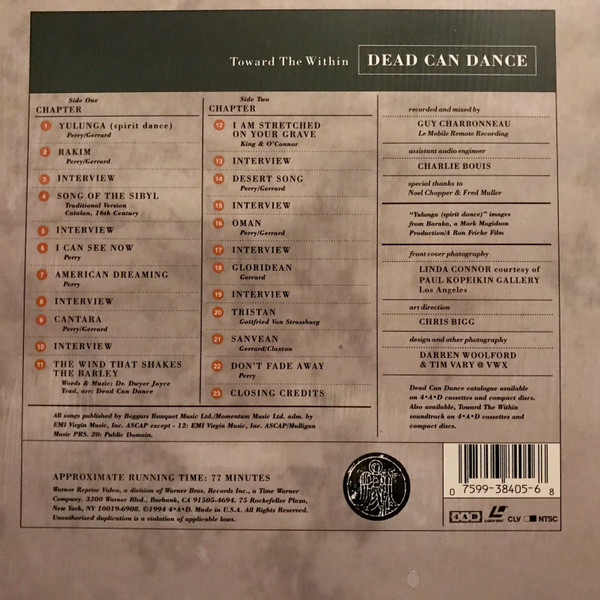 Toward The Within DEAD CAN DANCE
Side One
CHAPTER
1 YULUNGA (spirit dance)
Perry/Gerrard
2 RAKIM
Perry/Gerrard
3 INTERVIEW
4 SONG OF THE SIBYL
Traditional Version
Catalan, 16th Century
5 INTERVIEW
6 I CAN SEE NOW
Perry
7 AMERICAN DREAMING
Perry
8 INTERVIEW
9 CANTARA
Perry/Gerrard
10 INTERVIEW
11 THE WIND THAT SHAKES
THE BARLEY
Words & Music: Dr. Dwyer Joyce
Trad. arr: Dead Can Dance
Side Two
CHAPTER
12 I AM STRETCHED
ON YOUR GRAVE
King & O'Connor
13 INTERVIEW
14 DESERT SONG
Perry/Gerrard
15 INTERVIEW
16 OMAN
Perry/Gerrard
17 INTERVIEW
18 GLORIDEAN
Gerrard
19 INTERVIEW
20 TRISTAN
Gottfried Von Strassburg
21 SANVEAN
Gerrard/Claxton
22 DON'T FADE AWAY
Perry
23 CLOSING CREDITS
recorded and mixed by
GUY CHARBONNEAU
Le Mobile Remote Recording
assistant audio engineer
CHARLIE BOUIS
special thanks to
Noel Chopper & Fred Muller
"Yulunga (spirit dance)" images
from Baraka, a Mark Magidson
Production/A Ron Fricke Film
front cover photography
LINDA CONNOR courtesy of
PAUL KOPEIKIN GALLERY
Los Angeles
art direction
CHRIS BIGG
design and other photography
DARREN WOOLFORD
& TIM VARY @ VWX
Dead Can Dance catalogue available
on 4•A•D cassettes and compact discs.
Also available, Toward The Within
soundtrack on 4•A•D cassettes and
compact discs.
All songs published by Beggars Banquet Music Ltd./Momentum Music Ltd. adm. by
EMI Virgin Music, Inc. ASCAP except - 12: EMI Virgin Music, Inc. ASCAP/Mulligan
Music PRS. 20: Public Domain.
APPROXIMATE RUNNING TIME: 77 MINUTES
Warner Reprise Video, a division of Warner Bros. Records Inc., a Time Warner
Company. 3300 Warner Blvd., Burbank, CA 91505-4694. 75 Rockefeller Plaza,
New York, NY 10019-6908. ©1994 4•A•D. Made in U.S.A. All Rights Reserved.
Unauthorized duplication is a violation of applicable laws.
0 7599-38405-6 8
4AD CLV NTSC